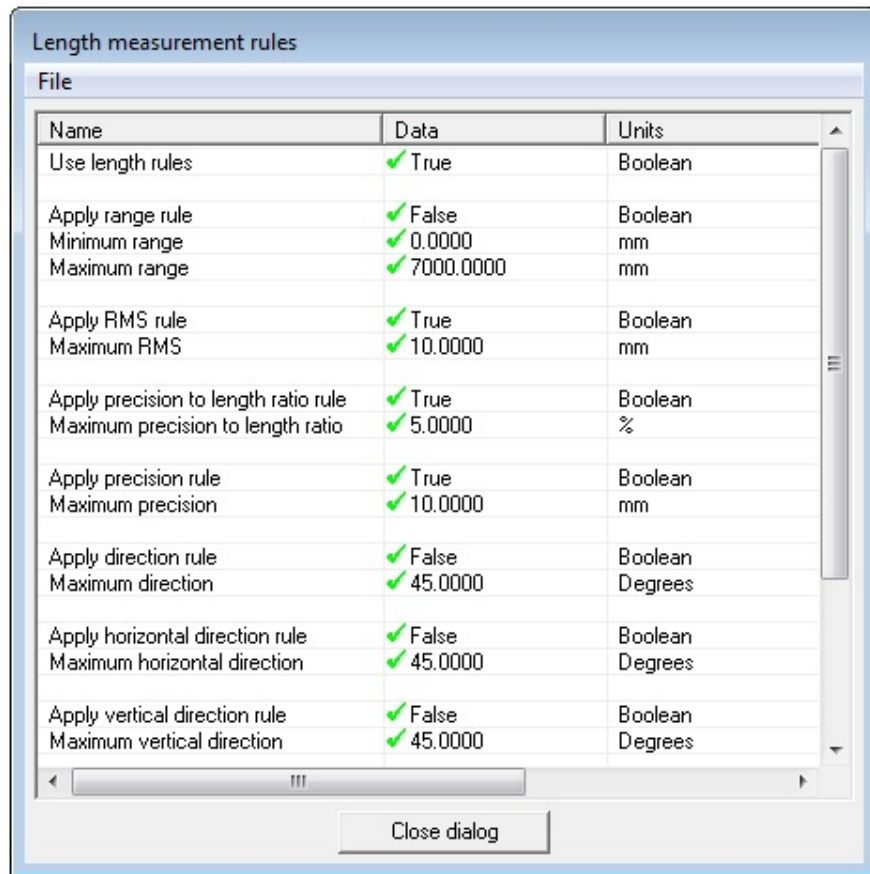 Length measurement rules
File
Name Data Units
Use length rules True Boolean
Apply range rule False Boolean
Minimum range 0.0000 mm
Maximum range 7000.0000 mm
Apply RMS rule True Boolean
Maximum RMS 10.0000 mm
Apply precision to length ratio rule True Boolean
Maximum precision to length ratio 5.0000 %
Apply precision rule True Boolean
Maximum precision 10.0000 mm
Apply direction rule False Boolean
Maximum direction 45.0000 Degrees
Apply horizontal direction rule False Boolean
Maximum horizontal direction 45.0000 Degrees
Apply vertical direction rule False Boolean
Maximum vertical direction 45.0000 Degrees
Close dialog